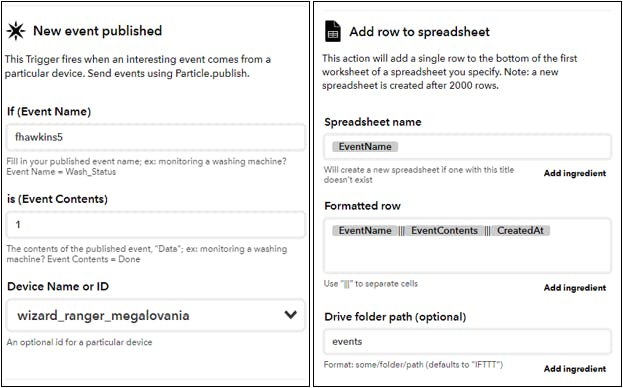 New event published
This Trigger fires when an interesting event comes from a
particular device. Send events using Particle.publish.
If (Event Name)
fhawkins5
Fill in your published event name; ex: monitoring a washing machine?
Event Name = Wash_Status
is (Event Contents)
1
The contents of the published event, "Data"; ex: monitoring a washing
machine? Event Contents = Done
Device Name or ID
wizard_ranger_megalovania
An optional id for a particular device
Add row to spreadsheet
This action will add a single row to the bottom of the first
worksheet of a spreadsheet you specify. Note: a new
spreadsheet is created after 2000 rows.
Spreadsheet name
EventName
Will create a new spreadsheet if one with this title
doesn't exist
Add ingredient
Formatted row
EventName ||| EventContents ||| CreatedAt
Use "|||" to separate cells
Add ingredient
Drive folder path (optional)
events
Format: some/folder/path (defaults to "IFTTT")
Add ingredient